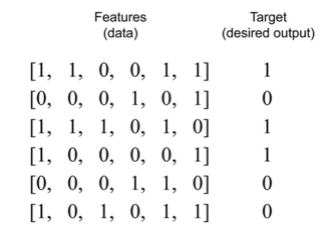 Features Target
(data) (desired output)
[1, 1, 0, 0, 1, 1] 1
[0, 0, 0, 1, 0, 1] 0
[1, 1, 1, 0, 1, 0] 1
[1, 0, 0, 0, 0, 1] 1
[0, 0, 0, 1, 1, 0] 0
[1, 0, 1, 0, 1, 1] 0